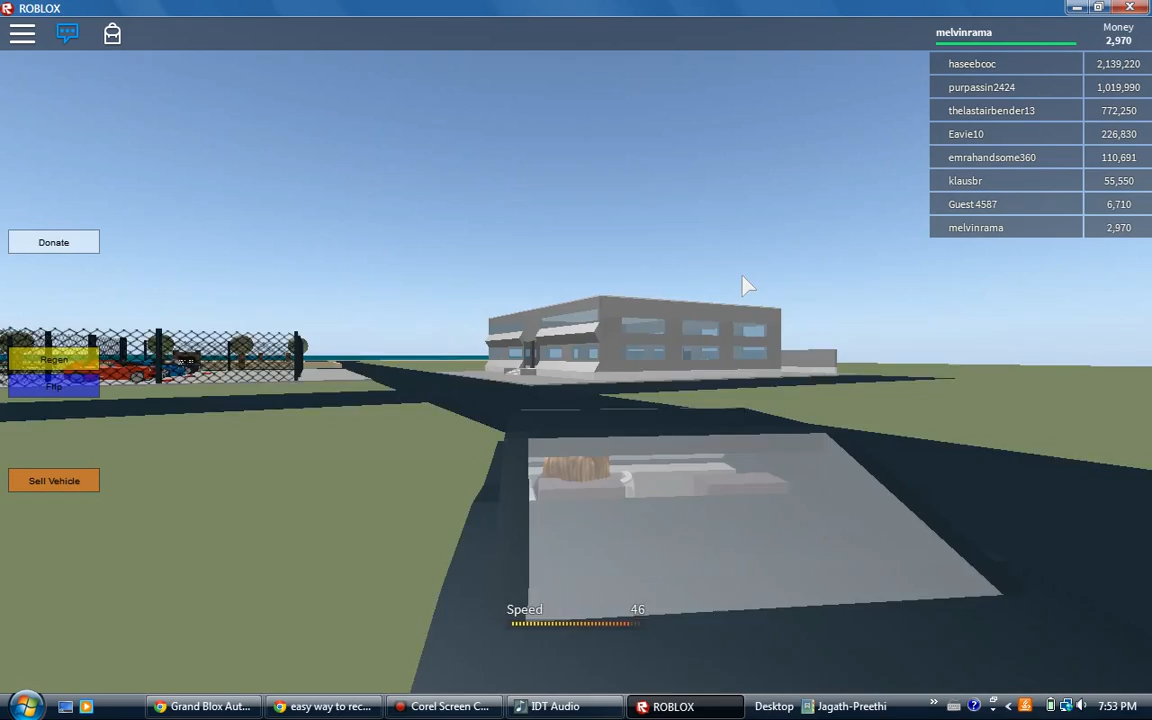 ROBLOX
melvinrama
Money
2,970
haseebcoc 2,139,220
purpassin2424 1,019,990
thelastairbender13 772,250
Eavie10 226,830
emrahandsome360 110,691
klausbr 55,550
Guest 4587 6,710
melvinrama 2,970
Donate
Regen
Flip
Sell Vehicle
Speed 46
Grand Blox Aut... easy way to rec... Corel Screen C... IDT Audio ROBLOX Desktop Jagath-Preethi 7:53 PM